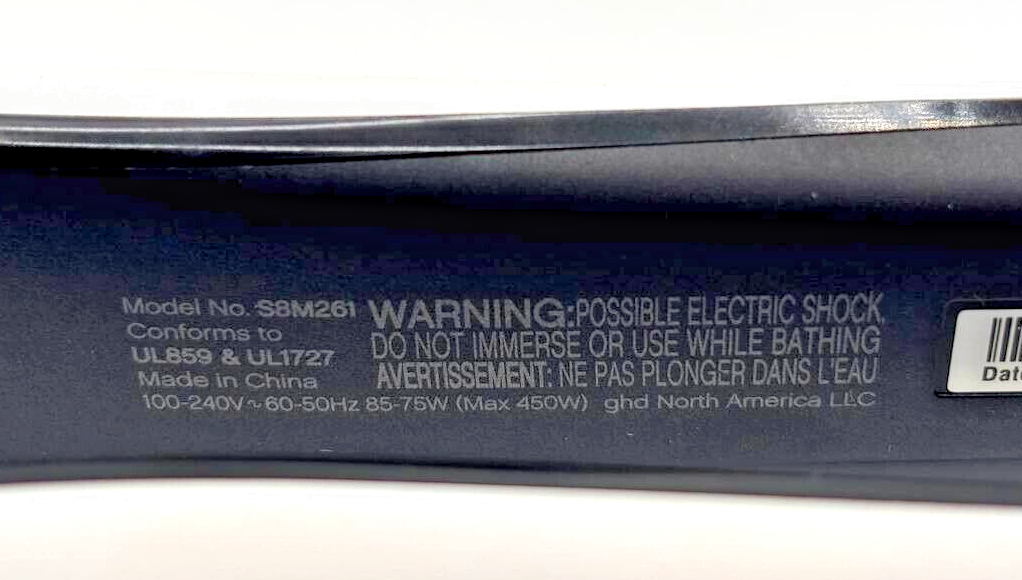 Model No. S8M261
Conforms to
UL859 & UL1727
Made in China
WARNING: POSSIBLE ELECTRIC SHOCK,
DO NOT IMMERSE OR USE WHILE BATHING
AVERTISSEMENT: NE PAS PLONGER DANS L'EAU
100-240V~60-50Hz 85-75W (Max 450W) ghd North America LLC